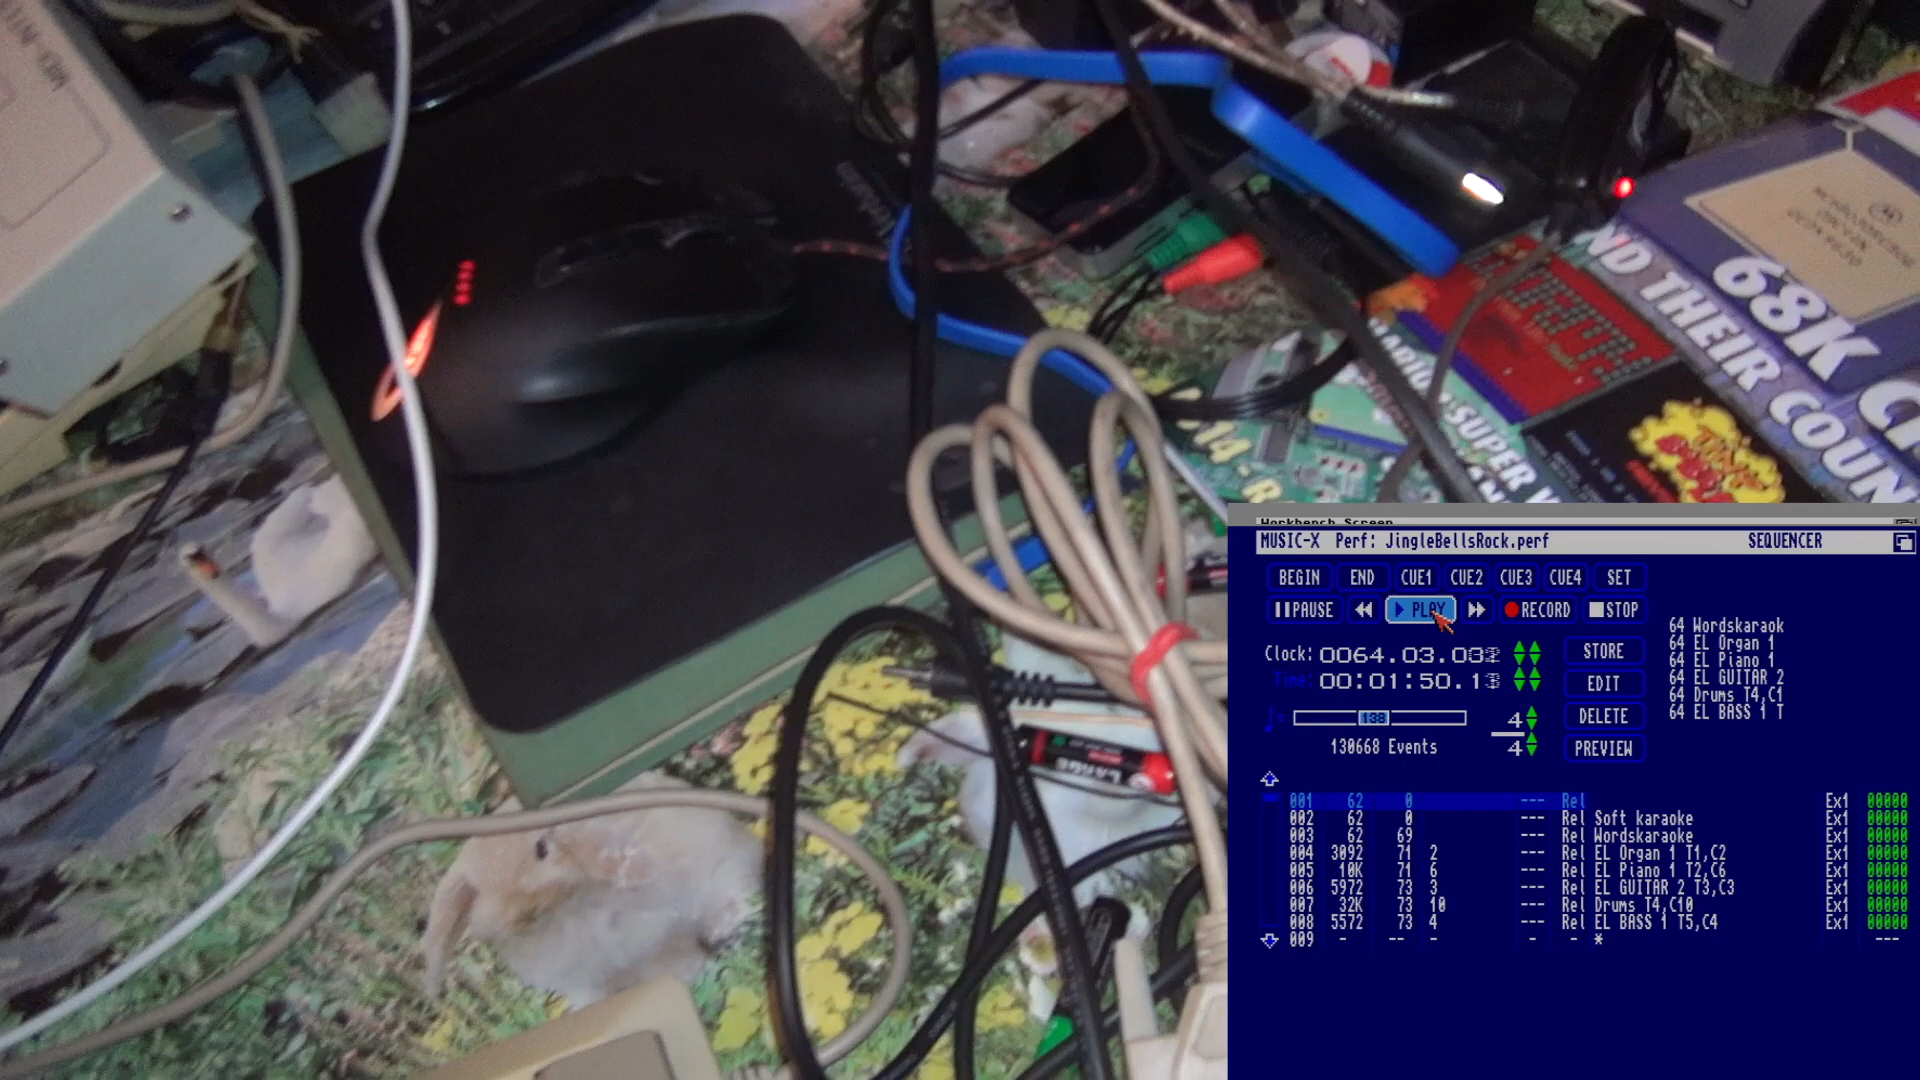 ND THEIR COUN
68K
SUPER
14-R
LARGE
Workbench Screen
MUSIC-X Perf: JingleBellsRock.perf SEQUENCER
BEGIN END CUE1 CUE2 CUE3 CUE4 SET
PAUSE PLAY RECORD STOP
Clock: 0064.03.03
Time: 00:01:50.1
138
4
4
130668 Events
STORE
EDIT
DELETE
PREVIEW
64 Wordskaraok
64 EL Organ 1
64 EL Piano 1
64 EL GUITAR 2
64 Drums T4,C1
64 EL BASS 1 T
001 62 0 --- Rel Ex1 00000
002 62 0 --- Rel Soft karaoke Ex1 00000
003 62 69 --- Rel Wordskaraoke Ex1 00000
004 3092 71 2 --- Rel EL Organ 1 T1,C2 Ex1 00000
005 10K 71 6 --- Rel EL Piano 1 T2,C6 Ex1 00000
006 5972 73 3 --- Rel EL GUITAR 2 T3,C3 Ex1 00000
007 32K 73 10 --- Rel Drums T4,C10 Ex1 00000
008 5572 73 4 --- Rel EL BASS 1 T5,C4 Ex1 00000
009 - -- - - - * ---